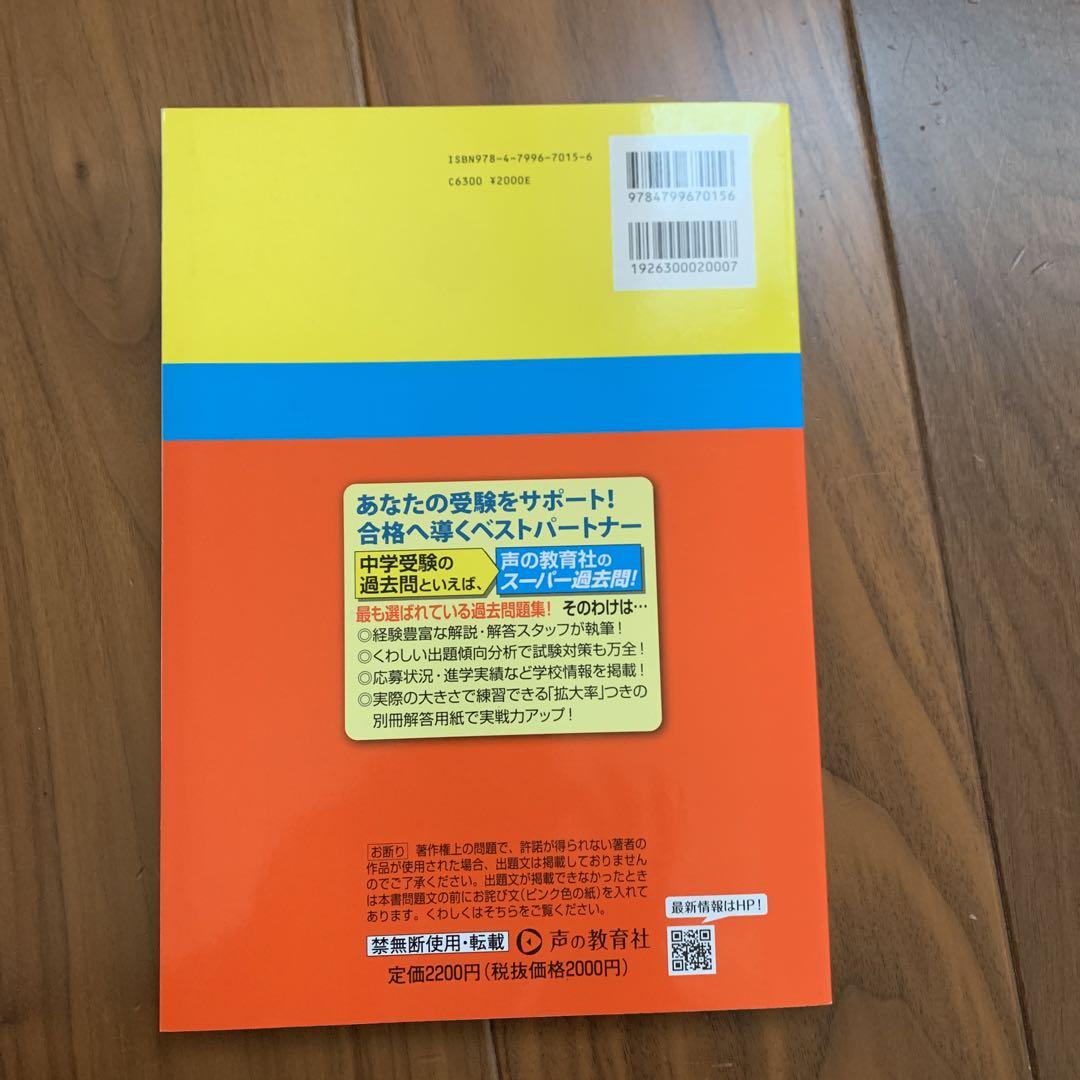 ISBN978-4-7996-7015-6
C6300 ¥2000E
9784799670156
1926300020007
あなたの受験をサポート!
合格へ導くベストパートナー
中学受験の
過去問といえば、
声の教育社の
スーパー過去問!
最も選ばれている過去問題集! そのわけは…
◎経験豊富な解説・解答スタッフが執筆!
◎くわしい出題傾向分析で試験対策も万全!
◎応募状況・進学実績など学校情報を掲載!
◎実際の大きさで練習できる「拡大率」つきの
別冊解答用紙で実戦力アップ!
お断り 著作権上の問題で、許諾が得られない著者の
作品が使用された場合、出題文は掲載しておりません
のでご了承ください。出題文が掲載できなかったとき
は本書問題文の前にお詫び文(ピンク色の紙)を入れて
あります。くわしくはそちらをご覧ください。
最新情報はHP!
禁無断使用・転載 声の教育社
定価2200円(税抜価格2000円)